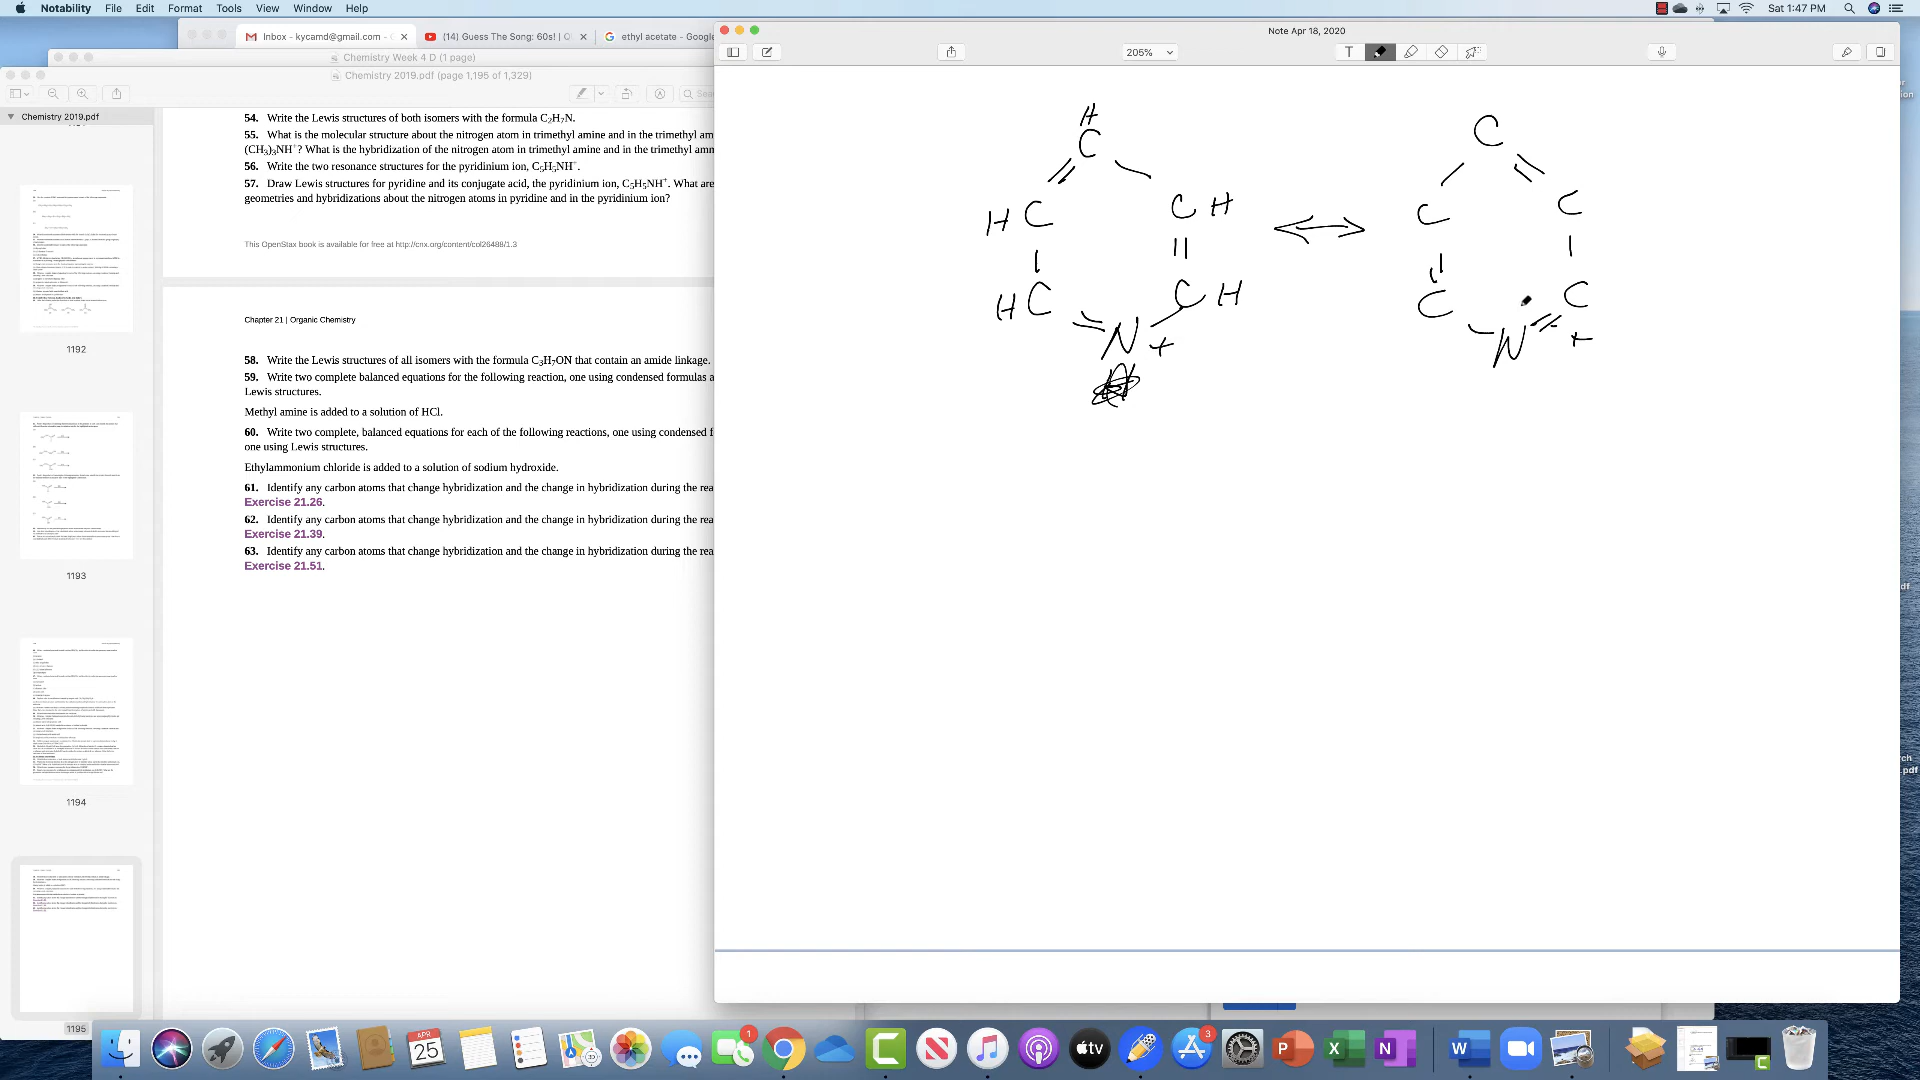 Notability File Edit Format View Window Help
Sat 1:47 PM
Inbox - kycamd@gmail.com -
(14) Guess The Song: 60s! | O
ethyl acetate - Google
Chemistry Week 4 D (1 page)
Chemistry 2019.pdf (page 1,195 of 1,329)
Chemistry 2019.pdf
1192
1193
1194
1195
54. Write the Lewis structures of both isomers with the formula C₂H₇N.
55. What is the molecular structure about the nitrogen atom in trimethyl amine and in the trimethyl am
(CH₃)₃NH⁺? What is the hybridization of the nitrogen atom in trimethyl amine and in the trimethyl amm
56. Write the two resonance structures for the pyridinium ion, C₅H₅NH⁺.
57. Draw Lewis structures for pyridine and its conjugate acid, the pyridinium ion, C₅H₅NH⁺. What are
geometries and hybridizations about the nitrogen atoms in pyridine and in the pyridinium ion?
This OpenStax book is available for free at http://cnx.org/content/col26488/1.3
Chapter 21 | Organic Chemistry
58. Write the Lewis structures of all isomers with the formula C₃H₇ON that contain an amide linkage.
59. Write two complete balanced equations for the following reaction, one using condensed formulas a
Lewis structures.
Methyl amine is added to a solution of HCl.
60. Write two complete, balanced equations for each of the following reactions, one using condensed f
one using Lewis structures.
Ethylammonium chloride is added to a solution of sodium hydroxide.
61. Identify any carbon atoms that change hybridization and the change in hybridization during the rea
Exercise 21.26.
62. Identify any carbon atoms that change hybridization and the change in hybridization during the rea
Exercise 21.39.
63. Identify any carbon atoms that change hybridization and the change in hybridization during the rea
Exercise 21.51.
Note Apr 18, 2020
205%
T
H
C
C
H C
C H
C
C
H C
C H
C
C
N +
N +
APR
25
1
tv
3
P
X
N
W